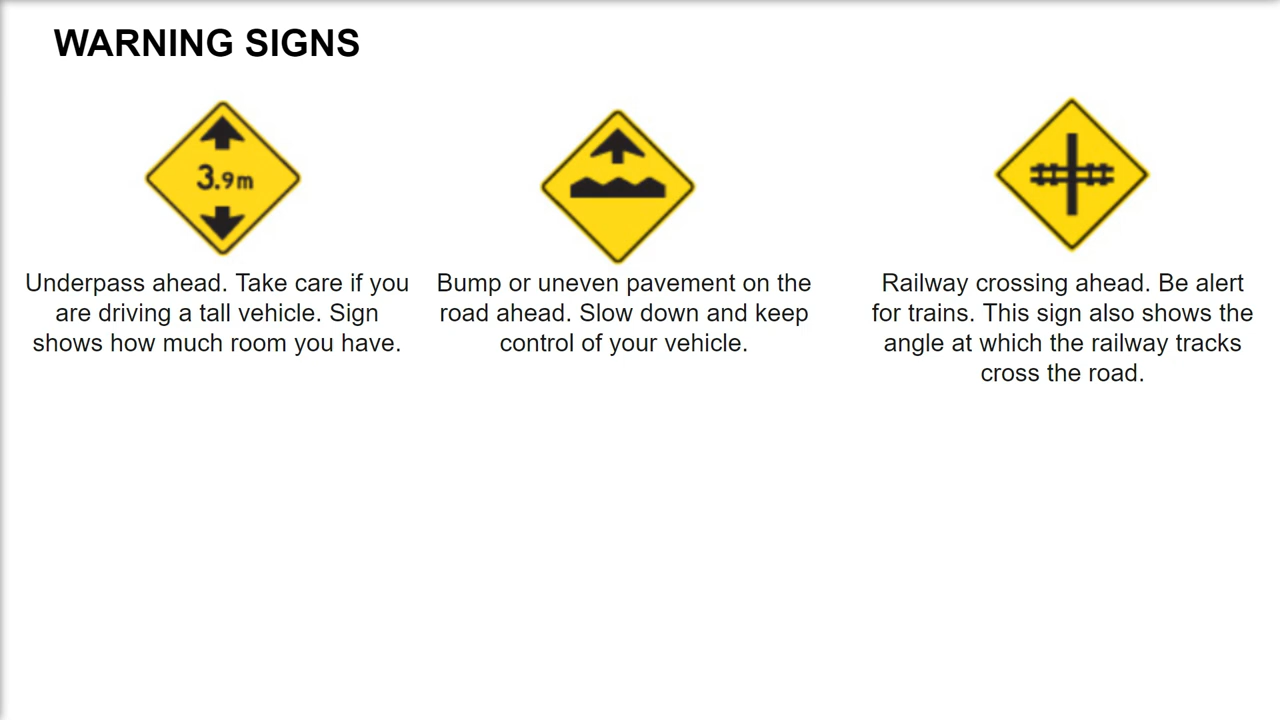 WARNING SIGNS
3.9m
Underpass ahead. Take care if you
are driving a tall vehicle. Sign
shows how much room you have.
Bump or uneven pavement on the
road ahead. Slow down and keep
control of your vehicle.
Railway crossing ahead. Be alert
for trains. This sign also shows the
angle at which the railway tracks
cross the road.